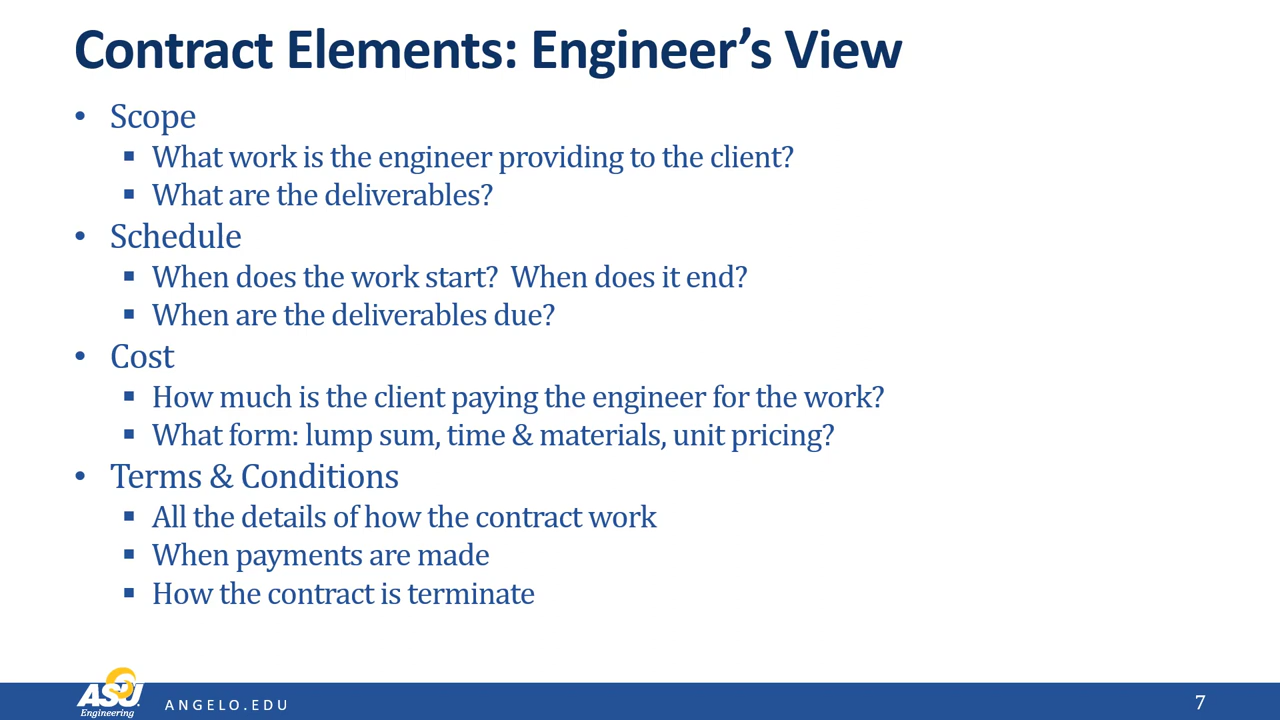 Contract Elements: Engineer’s View
• Scope
▪ What work is the engineer providing to the client?
▪ What are the deliverables?
• Schedule
▪ When does the work start?  When does it end?
▪ When are the deliverables due?
• Cost
▪ How much is the client paying the engineer for the work?
▪ What form: lump sum, time & materials, unit pricing?
• Terms & Conditions
▪ All the details of how the contract work
▪ When payments are made
▪ How the contract is terminate
ASU
Engineering
ANGELO.EDU
7